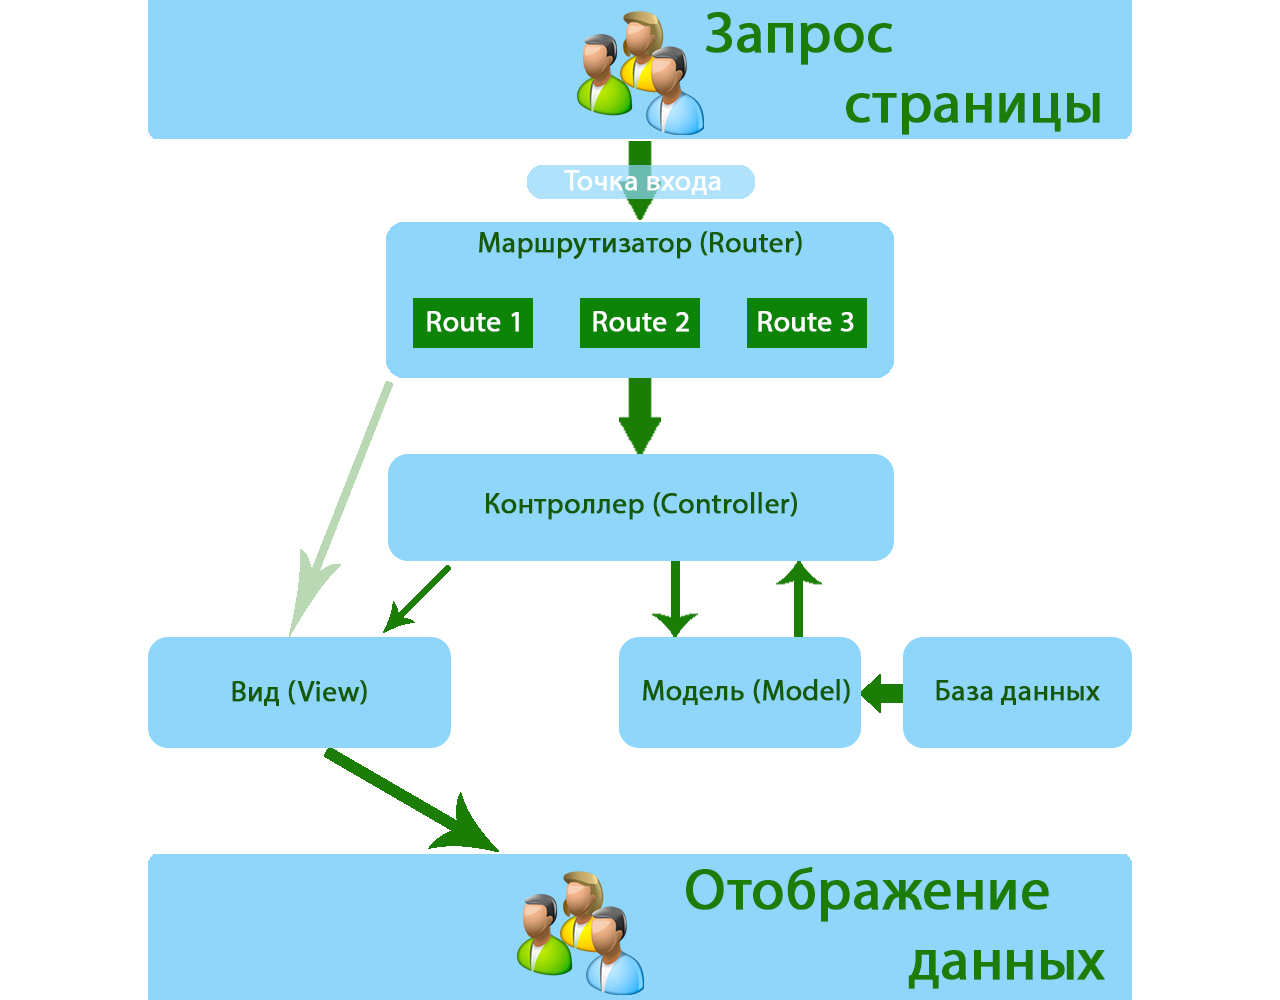 Запрос
страницы
Точка входа
Маршрутизатор (Router)
Route 1
Route 2
Route 3
Контроллер (Controller)
Вид (View)
Модель (Model)
База данных
Отображение
данных